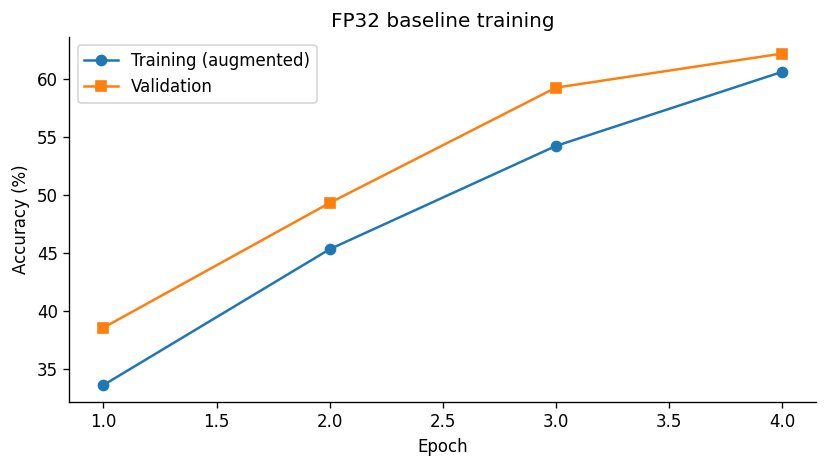 FP32 baseline training
Training (augmented)
Validation
Accuracy (%)
60
55
50
45
40
35
1.0 1.5 2.0 2.5 3.0 3.5 4.0
Epoch